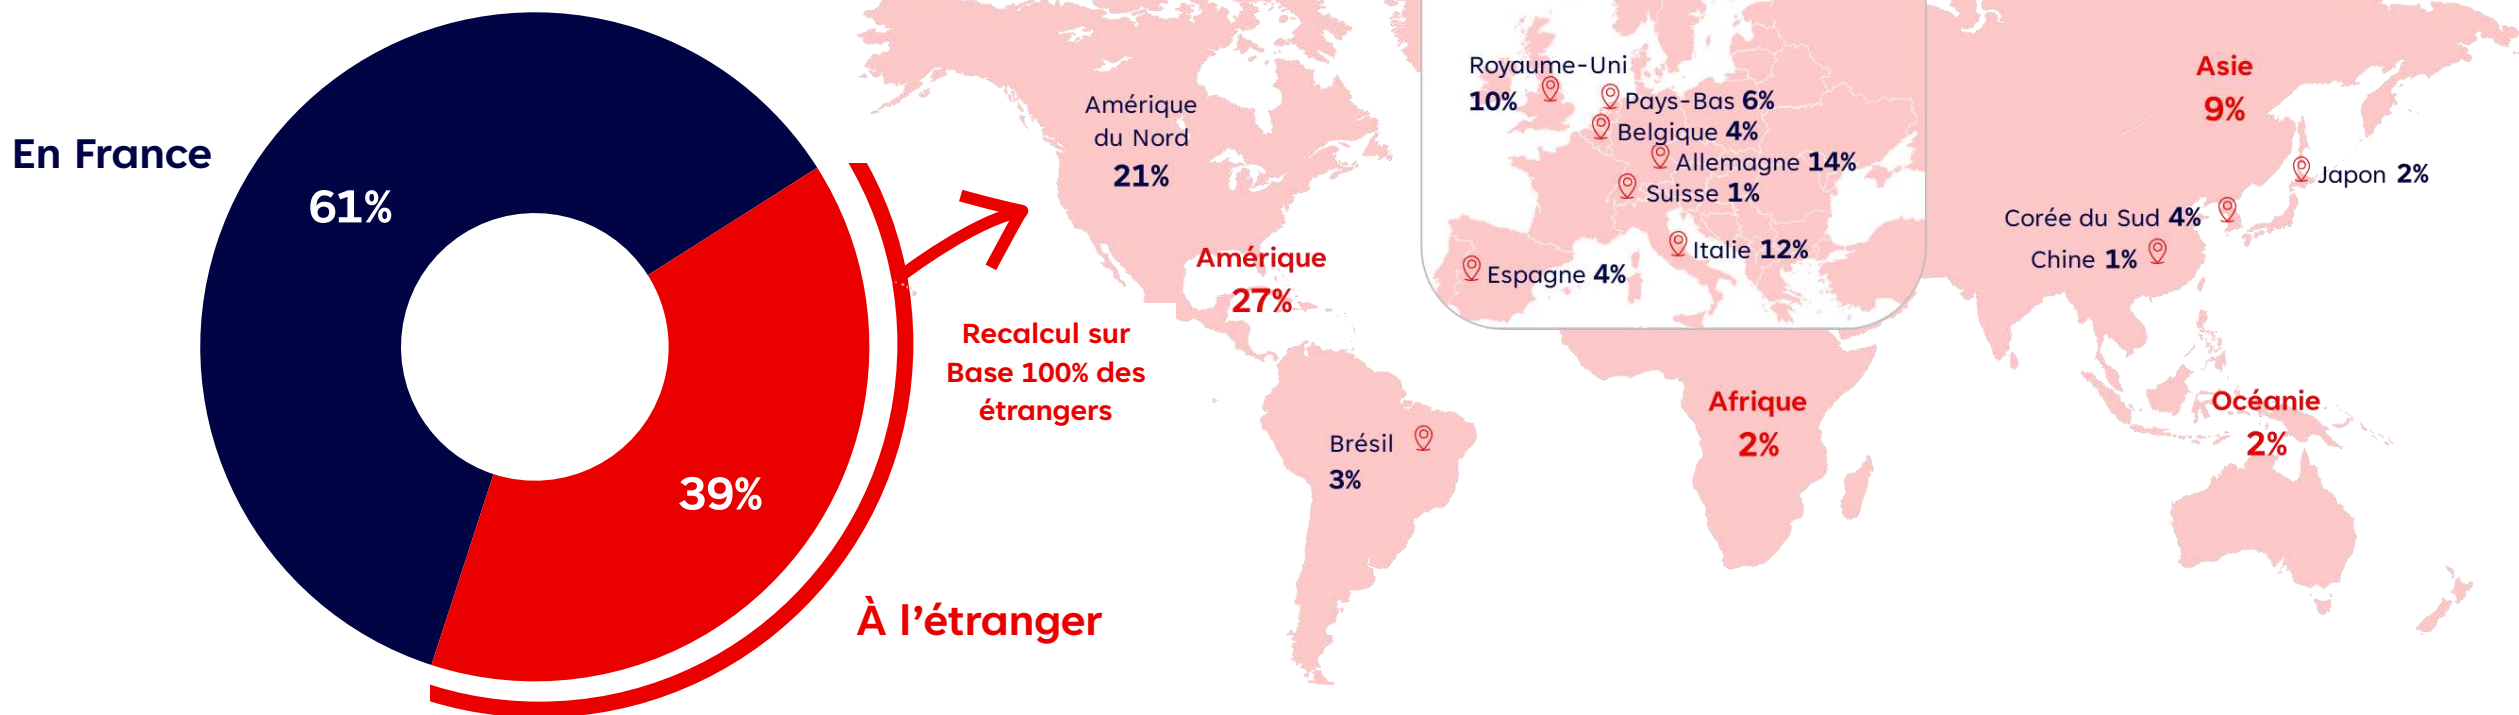 En France
61%
39%
À l’étranger
Recalcul sur
Base 100% des
étrangers
Amérique
du Nord
21%
Amérique
27%
Brésil
3%
Royaume-Uni
10%
Pays-Bas 6%
Belgique 4%
Allemagne 14%
Suisse 1%
Italie 12%
Espagne 4%
Afrique
2%
Asie
9%
Japon 2%
Corée du Sud 4%
Chine 1%
Océanie
2%